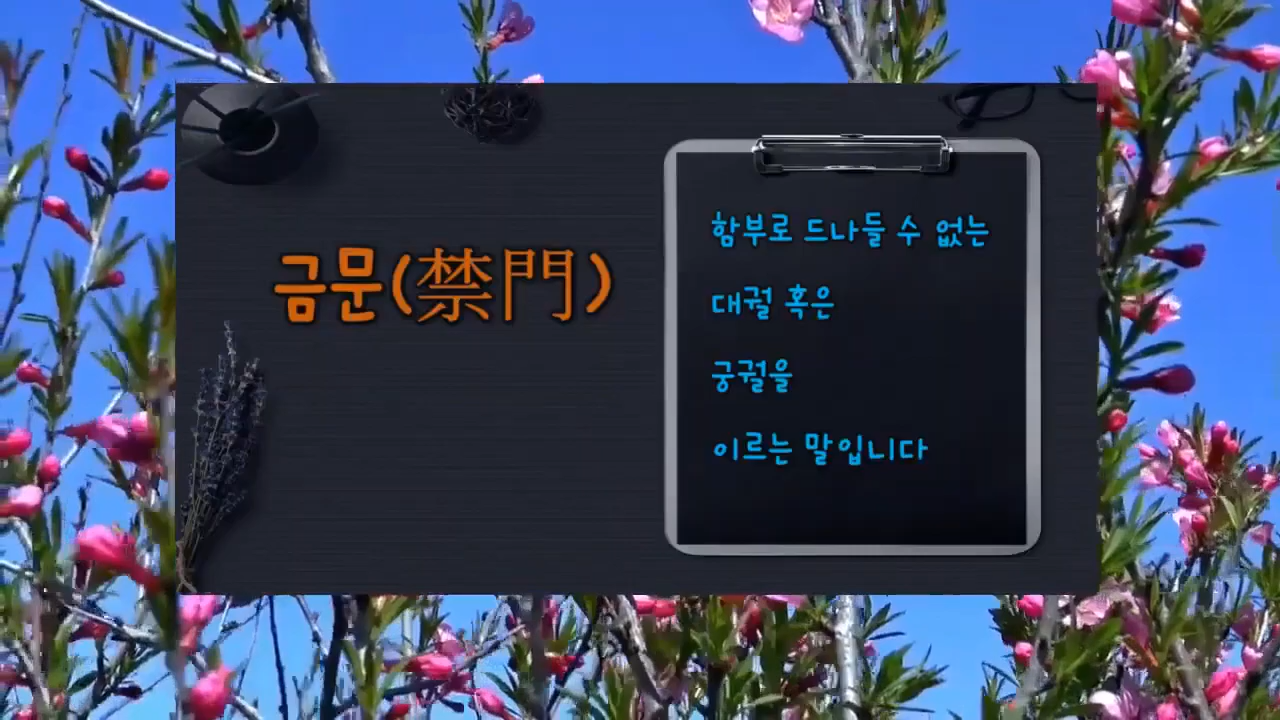 금문(禁門)
함부로 드나들 수 없는
대궐 혹은
궁궐을
이르는 말입니다